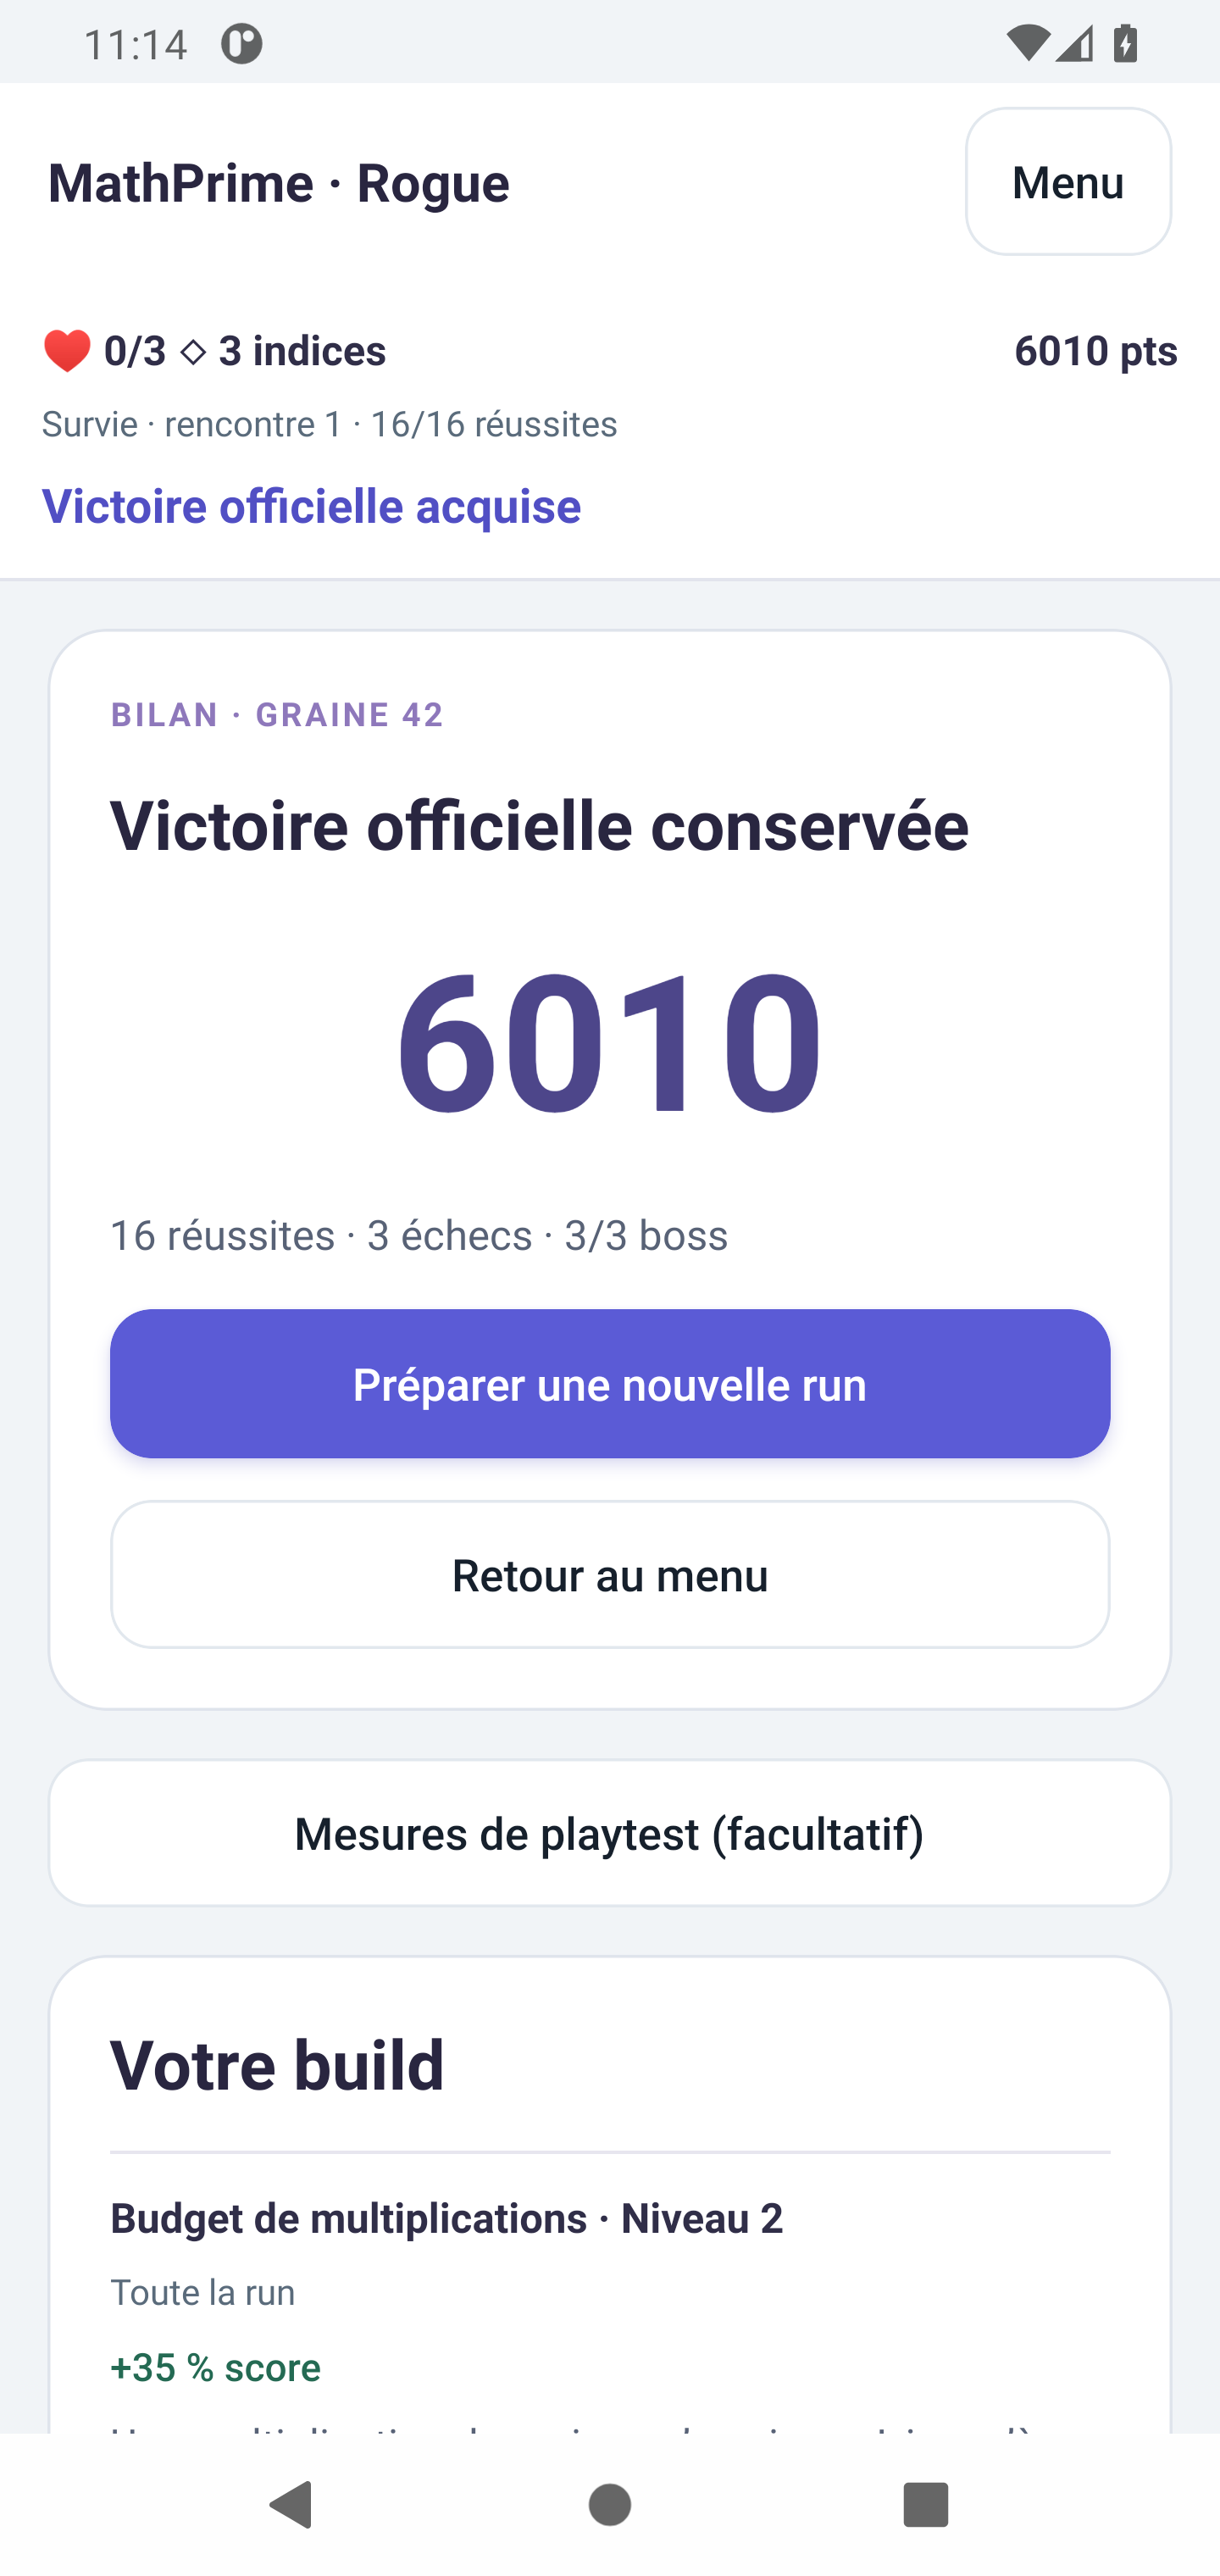 11:14
MathPrime · Rogue
Menu
❤️ 0/3 ◇ 3 indices
6010 pts
Survie · rencontre 1 · 16/16 réussites
Victoire officielle acquise
BILAN · GRAINE 42
Victoire officielle conservée
6010
16 réussites · 3 échecs · 3/3 boss
Préparer une nouvelle run
Retour au menu
Mesures de playtest (facultatif)
Votre build
Budget de multiplications · Niveau 2
Toute la run
+35 % score